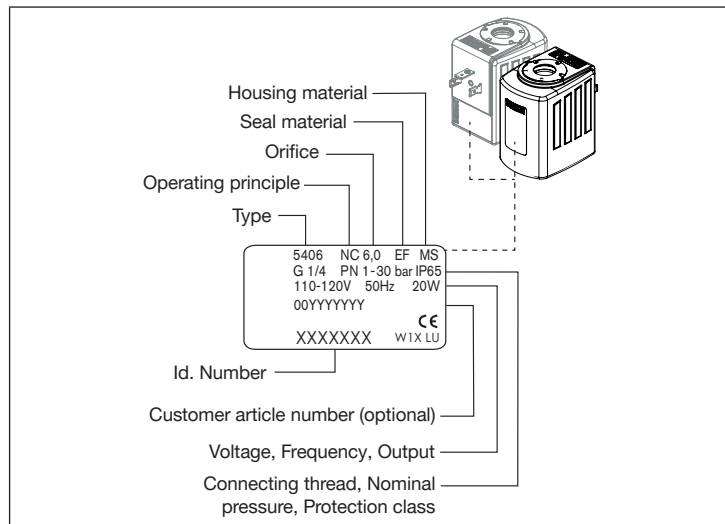 Housing material
Seal material
Orifice
Operating principle
Type
5406 NC 6,0 EF MS
G 1/4 PN 1-30 bar IP65
110-120V 50Hz 20W
00YYYYYYY
CE
XXXXXXX W1X LU
Id. Number
Customer article number (optional)
Voltage, Frequency, Output
Connecting thread, Nominal
pressure, Protection class